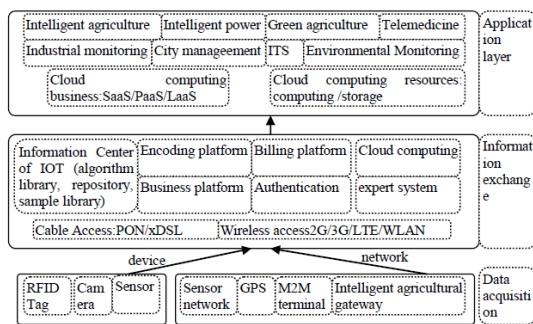 Intelligent agriculture Intelligent power Green agriculture Telemedicine
Industrial monitoring City manageement ITS Environmental Monitoring
Cloud computing
business:SaaS/PaaS/LaaS
Cloud computing resources:
computing /storage
Applicat
ion
layer
Information Center
of IOT (algorithm
library, repository,
sample library)
Encoding platform Billing platform Cloud computing
Business platform Authentication expert system
Cable Access:PON/xDSL Wireless access2G/3G/LTE/WLAN
Informat
ion
exchang
e
device network
RFID
Tag
Cam
era
Sensor
Sensor
network
GPS
M2M
terminal
Intelligent agricultural
gateway
Data
acquisiti
on